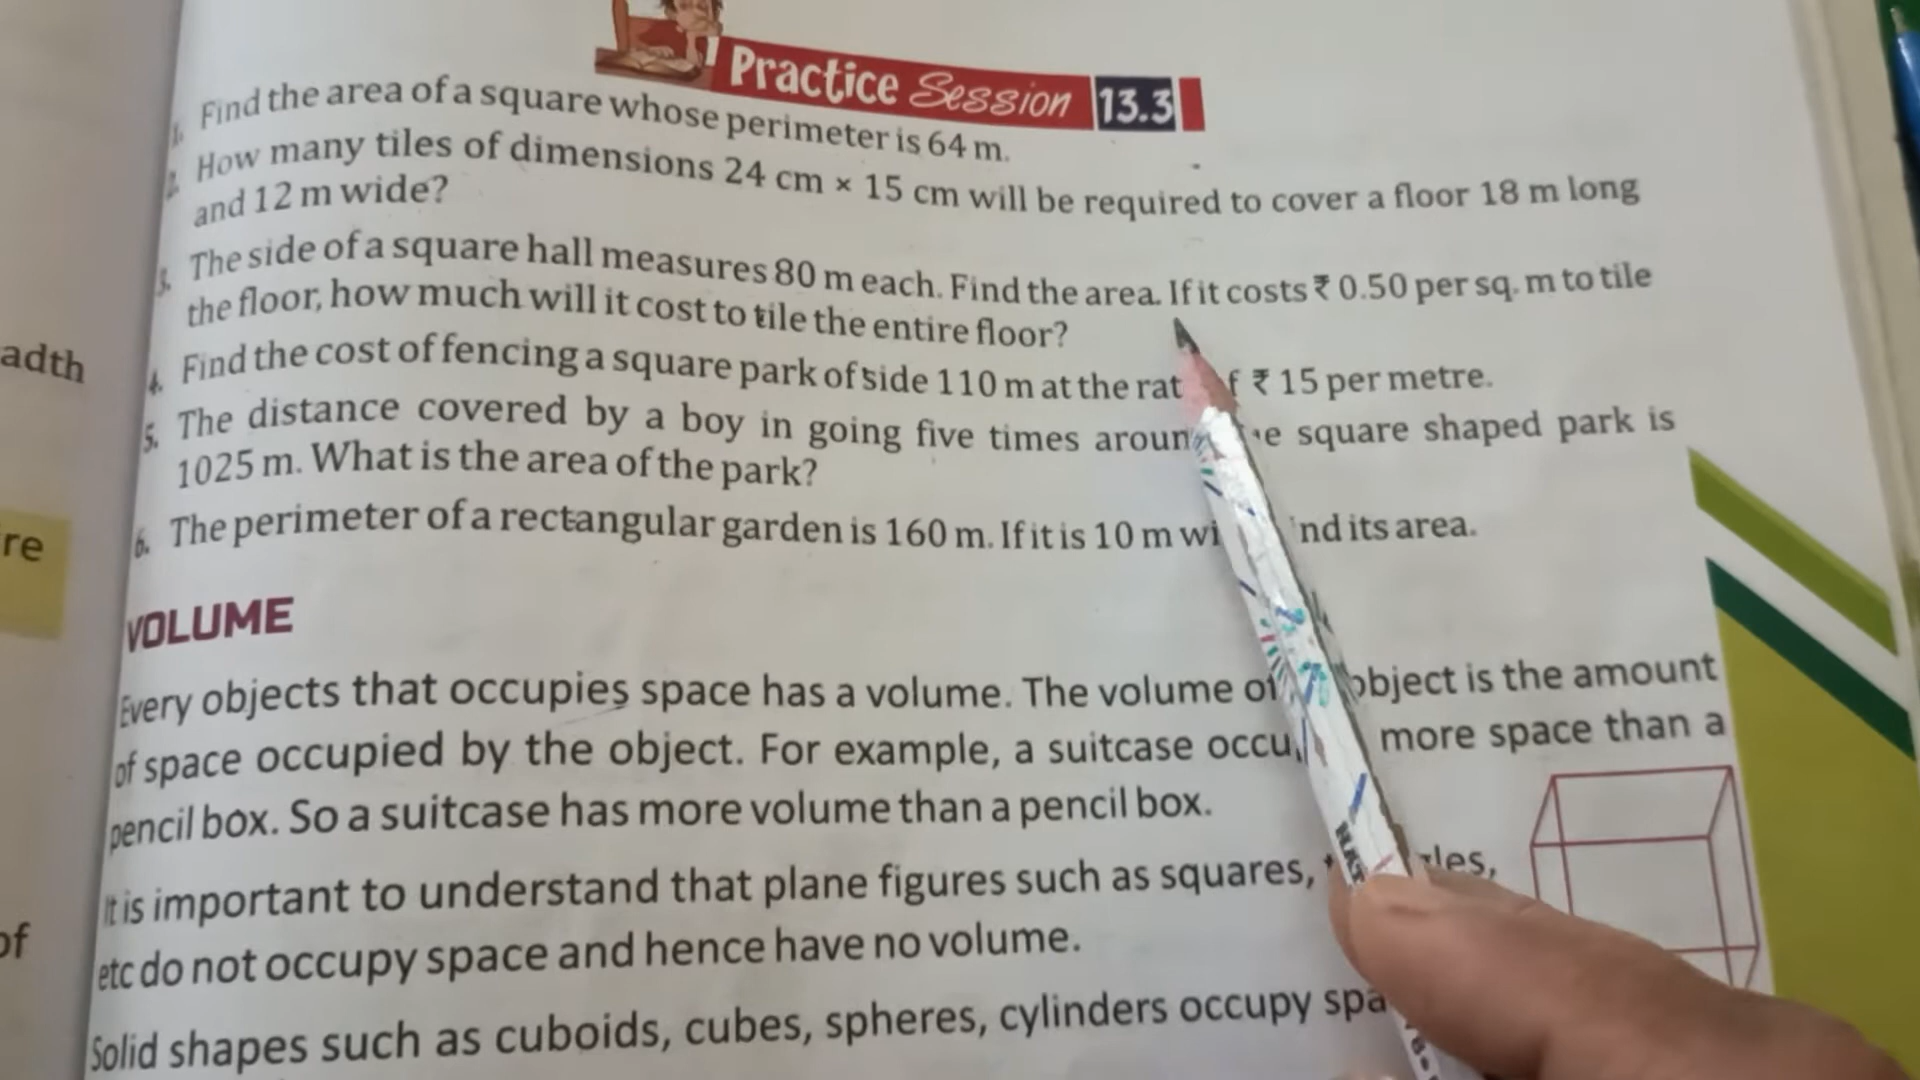 Practice Session 13.3
1. Find the area of a square whose perimeter is 64 m.
2. How many tiles of dimensions 24 cm × 15 cm will be required to cover a floor 18 m long
and 12 m wide?
3. The side of a square hall measures 80 m each. Find the area. If it costs ₹ 0.50 per sq. m to tile
the floor, how much will it cost to tile the entire floor?
4. Find the cost of fencing a square park of side 110 m at the rat f ₹ 15 per metre.
5. The distance covered by a boy in going five times aroun e square shaped park is
1025 m. What is the area of the park?
6. The perimeter of a rectangular garden is 160 m. If it is 10 m wi nd its area.
VOLUME
Every objects that occupies space has a volume. The volume of object is the amount
of space occupied by the object. For example, a suitcase occu more space than a
pencil box. So a suitcase has more volume than a pencil box.
It is important to understand that plane figures such as squares, gles,
etc do not occupy space and hence have no volume.
Solid shapes such as cuboids, cubes, spheres, cylinders occupy spa
adth
re
of